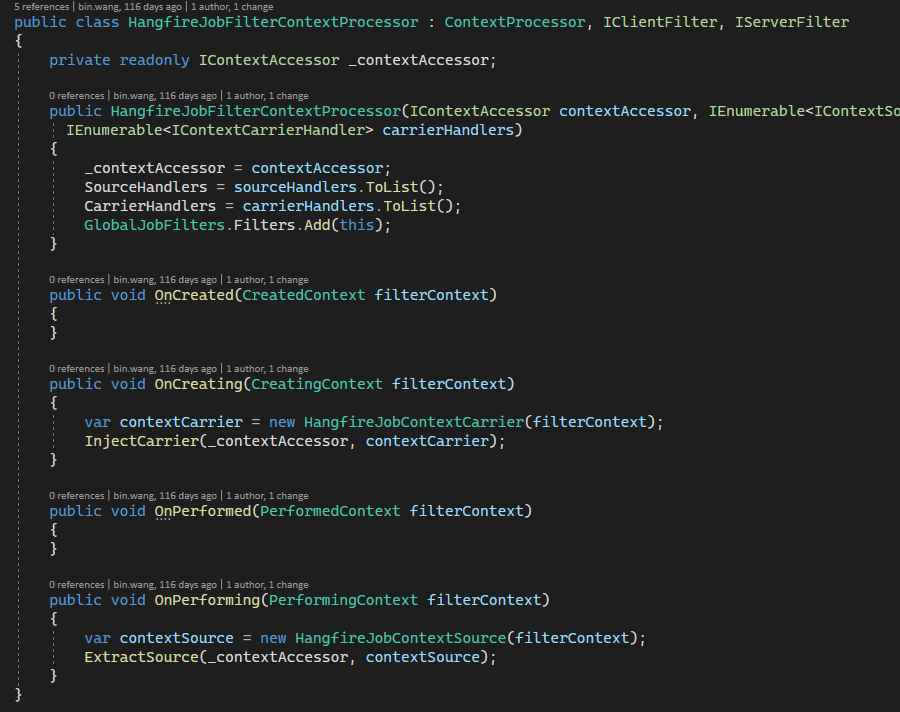 5 references | bin.wang, 116 days ago | 1 author, 1 change
public class HangfireJobFilterContextProcessor : ContextProcessor, IClientFilter, IServerFilter
{
private readonly IContextAccessor _contextAccessor;
0 references | bin.wang, 116 days ago | 1 author, 1 change
public HangfireJobFilterContextProcessor(IContextAccessor contextAccessor, IEnumerable<IContextSo
IEnumerable<IContextCarrierHandler> carrierHandlers)
{
_contextAccessor = contextAccessor;
SourceHandlers = sourceHandlers.ToList();
CarrierHandlers = carrierHandlers.ToList();
GlobalJobFilters.Filters.Add(this);
}
0 references | bin.wang, 116 days ago | 1 author, 1 change
public void OnCreated(CreatedContext filterContext)
{
}
0 references | bin.wang, 116 days ago | 1 author, 1 change
public void OnCreating(CreatingContext filterContext)
{
var contextCarrier = new HangfireJobContextCarrier(filterContext);
InjectCarrier(_contextAccessor, contextCarrier);
}
0 references | bin.wang, 116 days ago | 1 author, 1 change
public void OnPerformed(PerformedContext filterContext)
{
}
0 references | bin.wang, 116 days ago | 1 author, 1 change
public void OnPerforming(PerformingContext filterContext)
{
var contextSource = new HangfireJobContextSource(filterContext);
ExtractSource(_contextAccessor, contextSource);
}
}